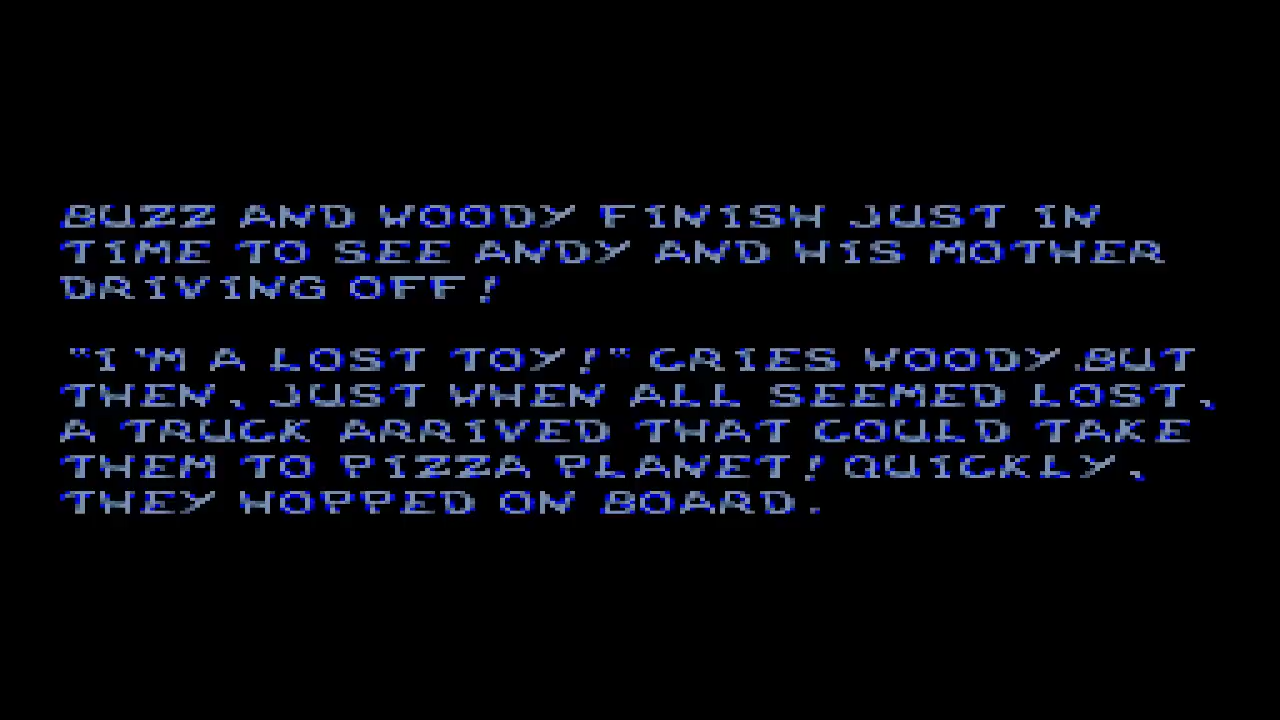 BUZZ AND WOODY FINISH JUST IN
TIME TO SEE ANDY AND HIS MOTHER
DRIVING OFF!
"I'M A LOST TOY!" CRIES WOODY.BUT
THEN, JUST WHEN ALL SEEMED LOST,
A TRUCK ARRIVED THAT COULD TAKE
THEM TO PIZZA PLANET! QUICKLY,
THEY HOPPED ON BOARD.